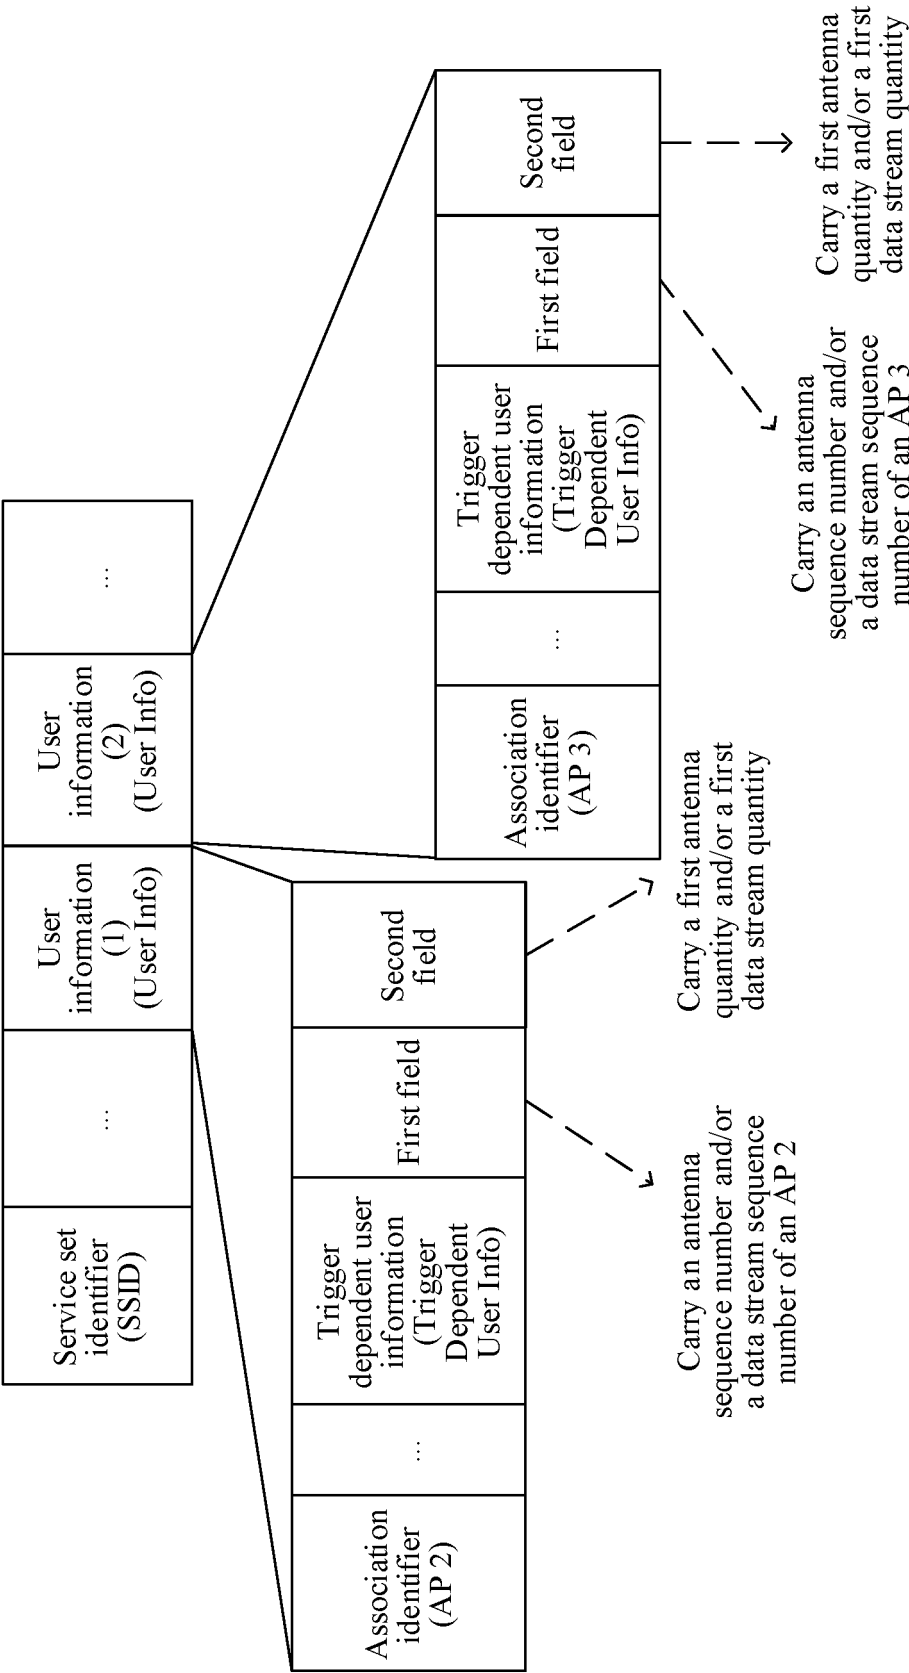 Service set
identifier
(SSID)
...
User
information
(1)
(User Info)
User
information
(2)
(User Info)
...
Association
identifier
(AP 2)
...
Trigger
dependent user
information
(Trigger
Dependent
User Info)
First field
Second
field
Carry an antenna
sequence number and/or
a data stream sequence
number of an AP 2
Carry a first antenna
quantity and/or a first
data stream quantity
Association
identifier
(AP 3)
...
Trigger
dependent user
information
(Trigger
Dependent
User Info)
First field
Second
field
Carry an antenna
sequence number and/or
a data stream sequence
number of an AP 3
Carry a first antenna
quantity and/or a first
data stream quantity